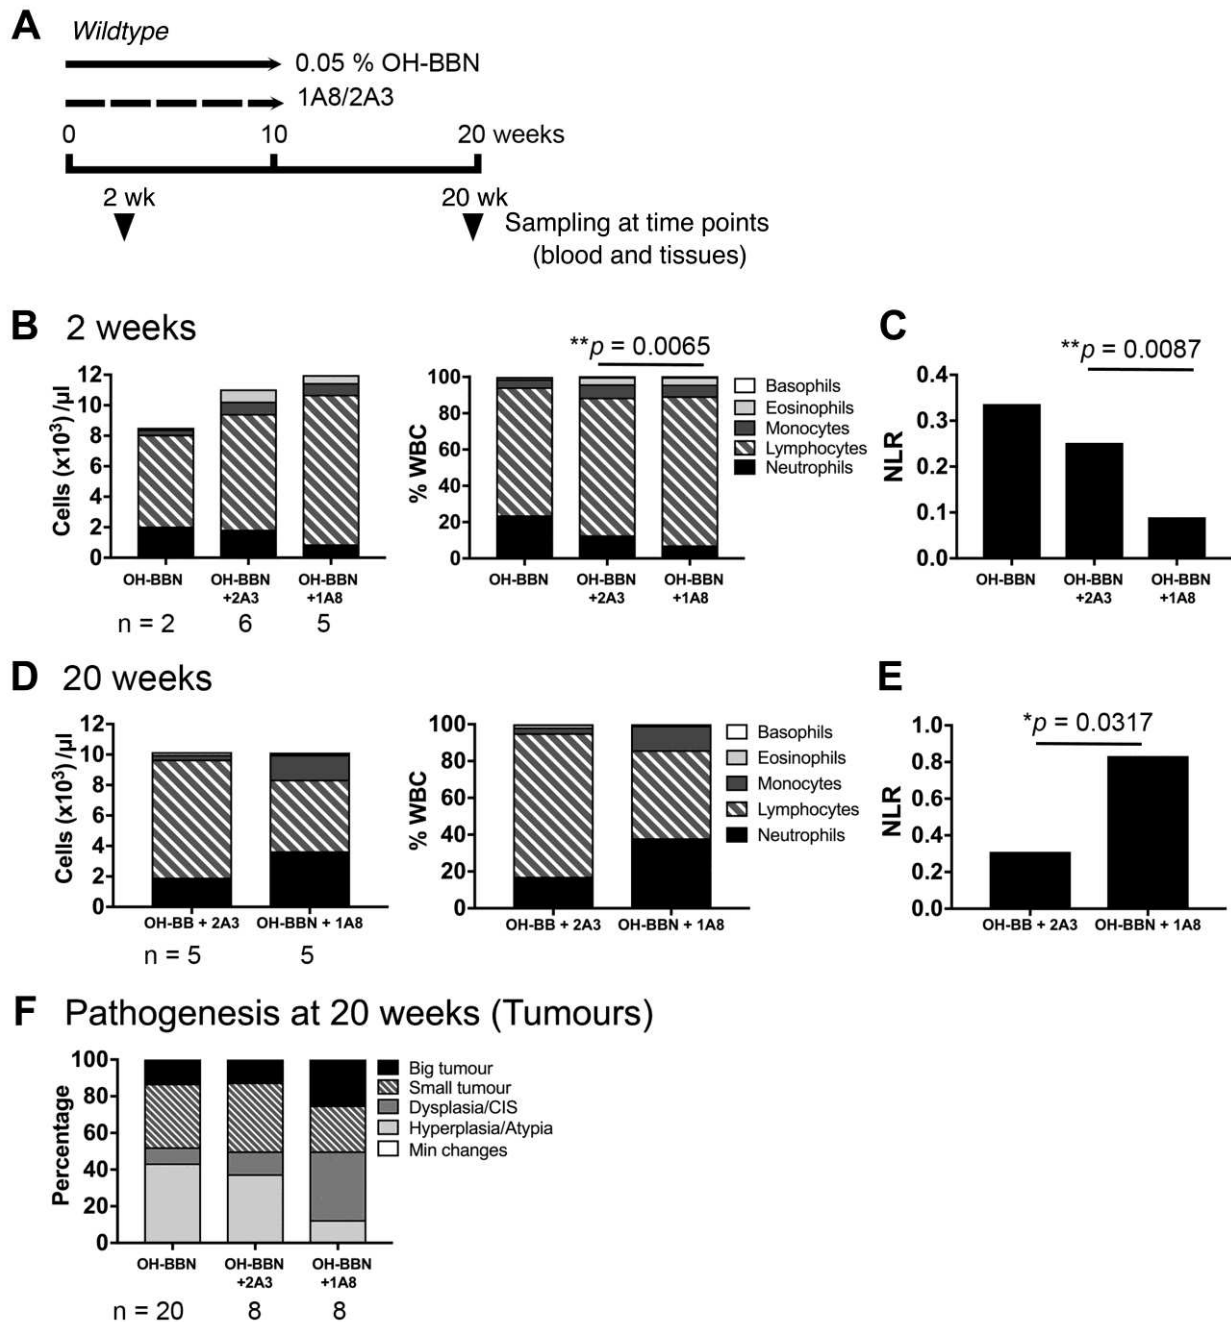 A
Wildtype
0.05 % OH-BBN
1A8/2A3
0 10 20 weeks
2 wk 20 wk
Sampling at time points
(blood and tissues)
B 2 weeks
Cells (x10³) /µl
12
10
8
6
4
2
0
OH-BBN OH-BBN +2A3 OH-BBN +1A8
n = 2 6 5
**p = 0.0065
% WBC
100
80
60
40
20
0
OH-BBN OH-BBN +2A3 OH-BBN +1A8
Basophils
Eosinophils
Monocytes
Lymphocytes
Neutrophils
C
**p = 0.0087
NLR
0.4
0.3
0.2
0.1
0.0
OH-BBN OH-BBN +2A3 OH-BBN +1A8
D 20 weeks
Cells (x10³) /µl
12
10
8
6
4
2
0
OH-BB + 2A3 OH-BBN + 1A8
n = 5 5
% WBC
100
80
60
40
20
0
OH-BB + 2A3 OH-BBN + 1A8
Basophils
Eosinophils
Monocytes
Lymphocytes
Neutrophils
E
*p = 0.0317
NLR
1.0
0.8
0.6
0.4
0.2
0.0
OH-BB + 2A3 OH-BBN + 1A8
F Pathogenesis at 20 weeks (Tumours)
Percentage
100
80
60
40
20
0
OH-BBN OH-BBN +2A3 OH-BBN +1A8
n = 20 8 8
Big tumour
Small tumour
Dysplasia/CIS
Hyperplasia/Atypia
Min changes